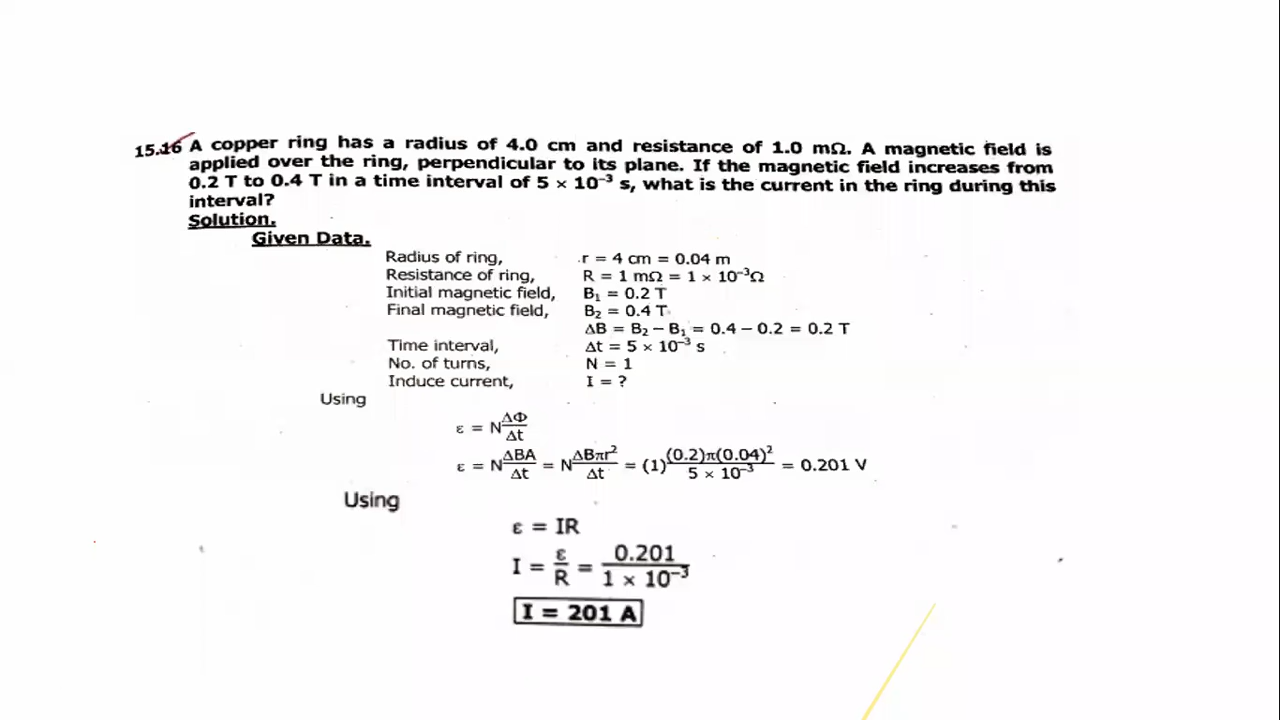 15.16 A copper ring has a radius of 4.0 cm and resistance of 1.0 mΩ. A magnetic field is
applied over the ring, perpendicular to its plane. If the magnetic field increases from
0.2 T to 0.4 T in a time interval of 5 × 10⁻³ s, what is the current in the ring during this
interval?
Solution.
Given Data.
Radius of ring, r = 4 cm = 0.04 m
Resistance of ring, R = 1 mΩ = 1 × 10⁻³Ω
Initial magnetic field, B₁ = 0.2 T
Final magnetic field, B₂ = 0.4 T
ΔB = B₂ – B₁ = 0.4 – 0.2 = 0.2 T
Time interval, Δt = 5 × 10⁻³ s
No. of turns, N = 1
Induce current, I = ?
Using
ε = N ΔΦ/Δt
ε = N ΔBA/Δt = N ΔBπr²/Δt = (1) (0.2)π(0.04)²/5 × 10⁻³ = 0.201 V
Using
ε = IR
I = ε/R = 0.201/1 × 10⁻³
I = 201 A